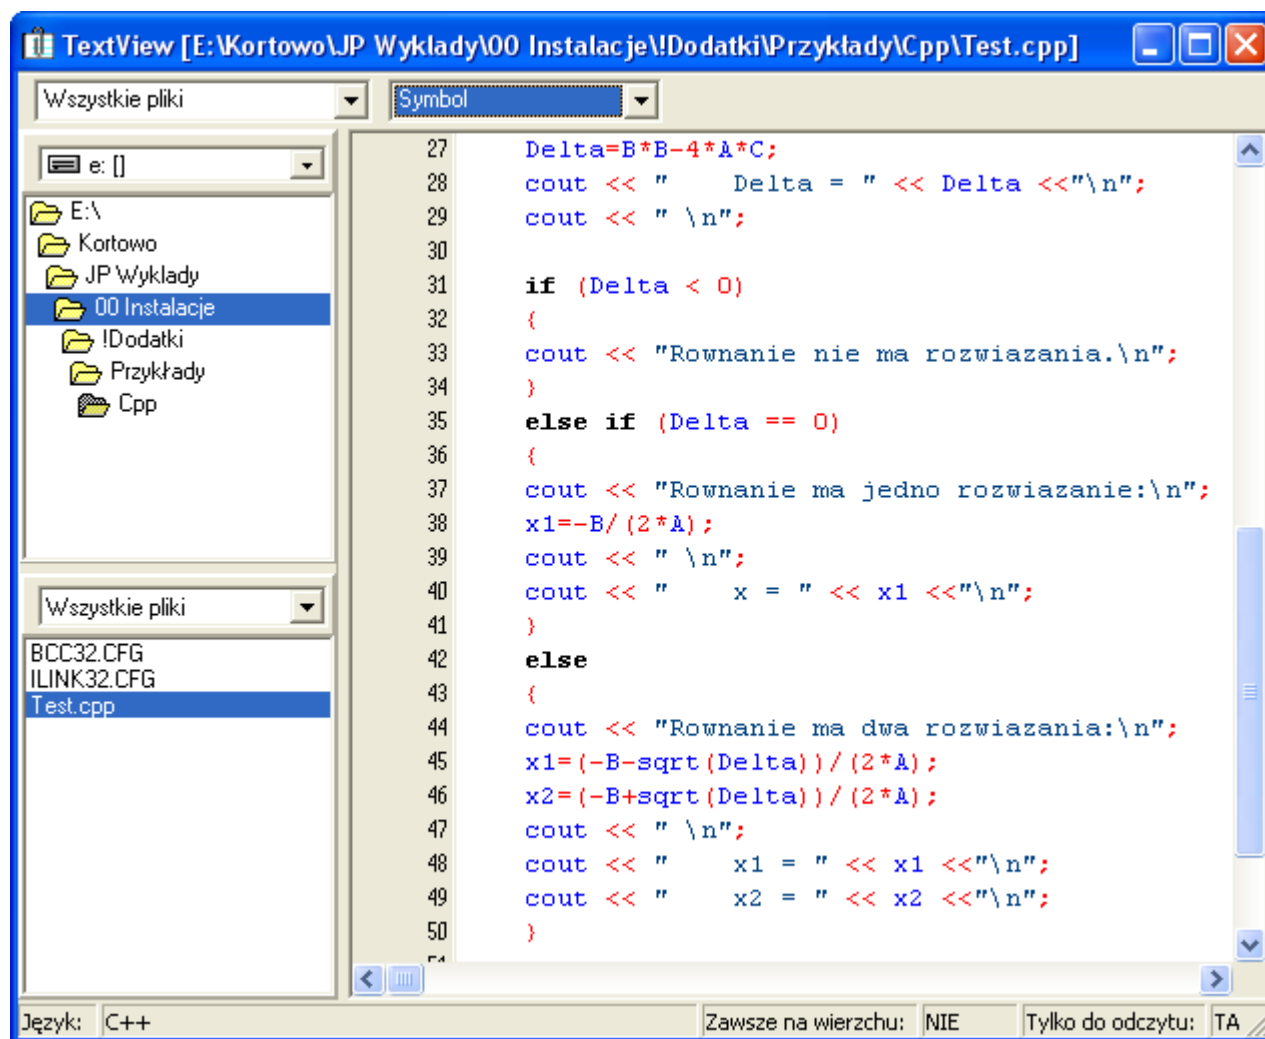 TextView [E:\Kortowo\JP Wyklady\00 Instalacje\!Dodatki\Przykłady\Cpp\Test.cpp]
Wszystkie pliki
Symbol
e: []
E:\
Kortowo
JP Wyklady
00 Instalacje
!Dodatki
Przykłady
Cpp
Wszystkie pliki
BCC32.CFG
ILINK32.CFG
Test.cpp
27 Delta=B*B-4*A*C;
28 cout << "    Delta = " << Delta <<"\n";
29 cout << " \n";
30
31 if (Delta < 0)
32 {
33 cout << "Rownanie nie ma rozwiazania.\n";
34 }
35 else if (Delta == 0)
36 {
37 cout << "Rownanie ma jedno rozwiazanie:\n";
38 x1=-B/(2*A);
39 cout << " \n";
40 cout << "    x = " << x1 <<"\n";
41 }
42 else
43 {
44 cout << "Rownanie ma dwa rozwiazania:\n";
45 x1=(-B-sqrt(Delta))/(2*A);
46 x2=(-B+sqrt(Delta))/(2*A);
47 cout << " \n";
48 cout << "    x1 = " << x1 <<"\n";
49 cout << "    x2 = " << x2 <<"\n";
50 }
Język: C++ Zawsze na wierzchu: NIE Tylko do odczytu: TA